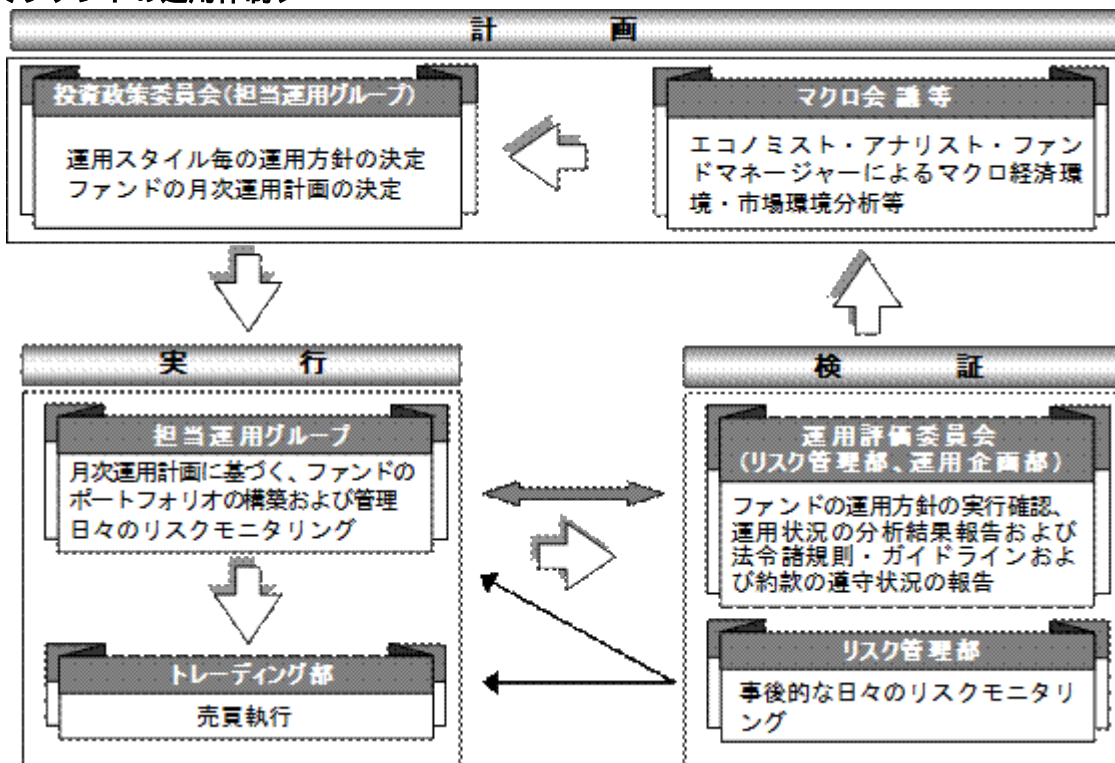 計 画
投資政策委員会(担当運用グループ)
運用スタイル毎の運用方針の決定
ファンドの月次運用計画の決定
マクロ会議等
エコノミスト・アナリスト・ファン
ドマネージャーによるマクロ経済環
境・市場環境分析等
実 行
担当運用グループ
月次運用計画に基づく、ファンドの
ポートフォリオの構築および管理
日々のリスクモニタリング
トレーディング部
売買執行
検 証
運用評価委員会
(リスク管理部、運用企画部)
ファンドの運用方針の実行確認、
運用状況の分析結果報告および
法令諸規則・ガイドラインおよ
び約款の遵守状況の報告
リスク管理部
事後的な日々のリスクモニタリ
ング